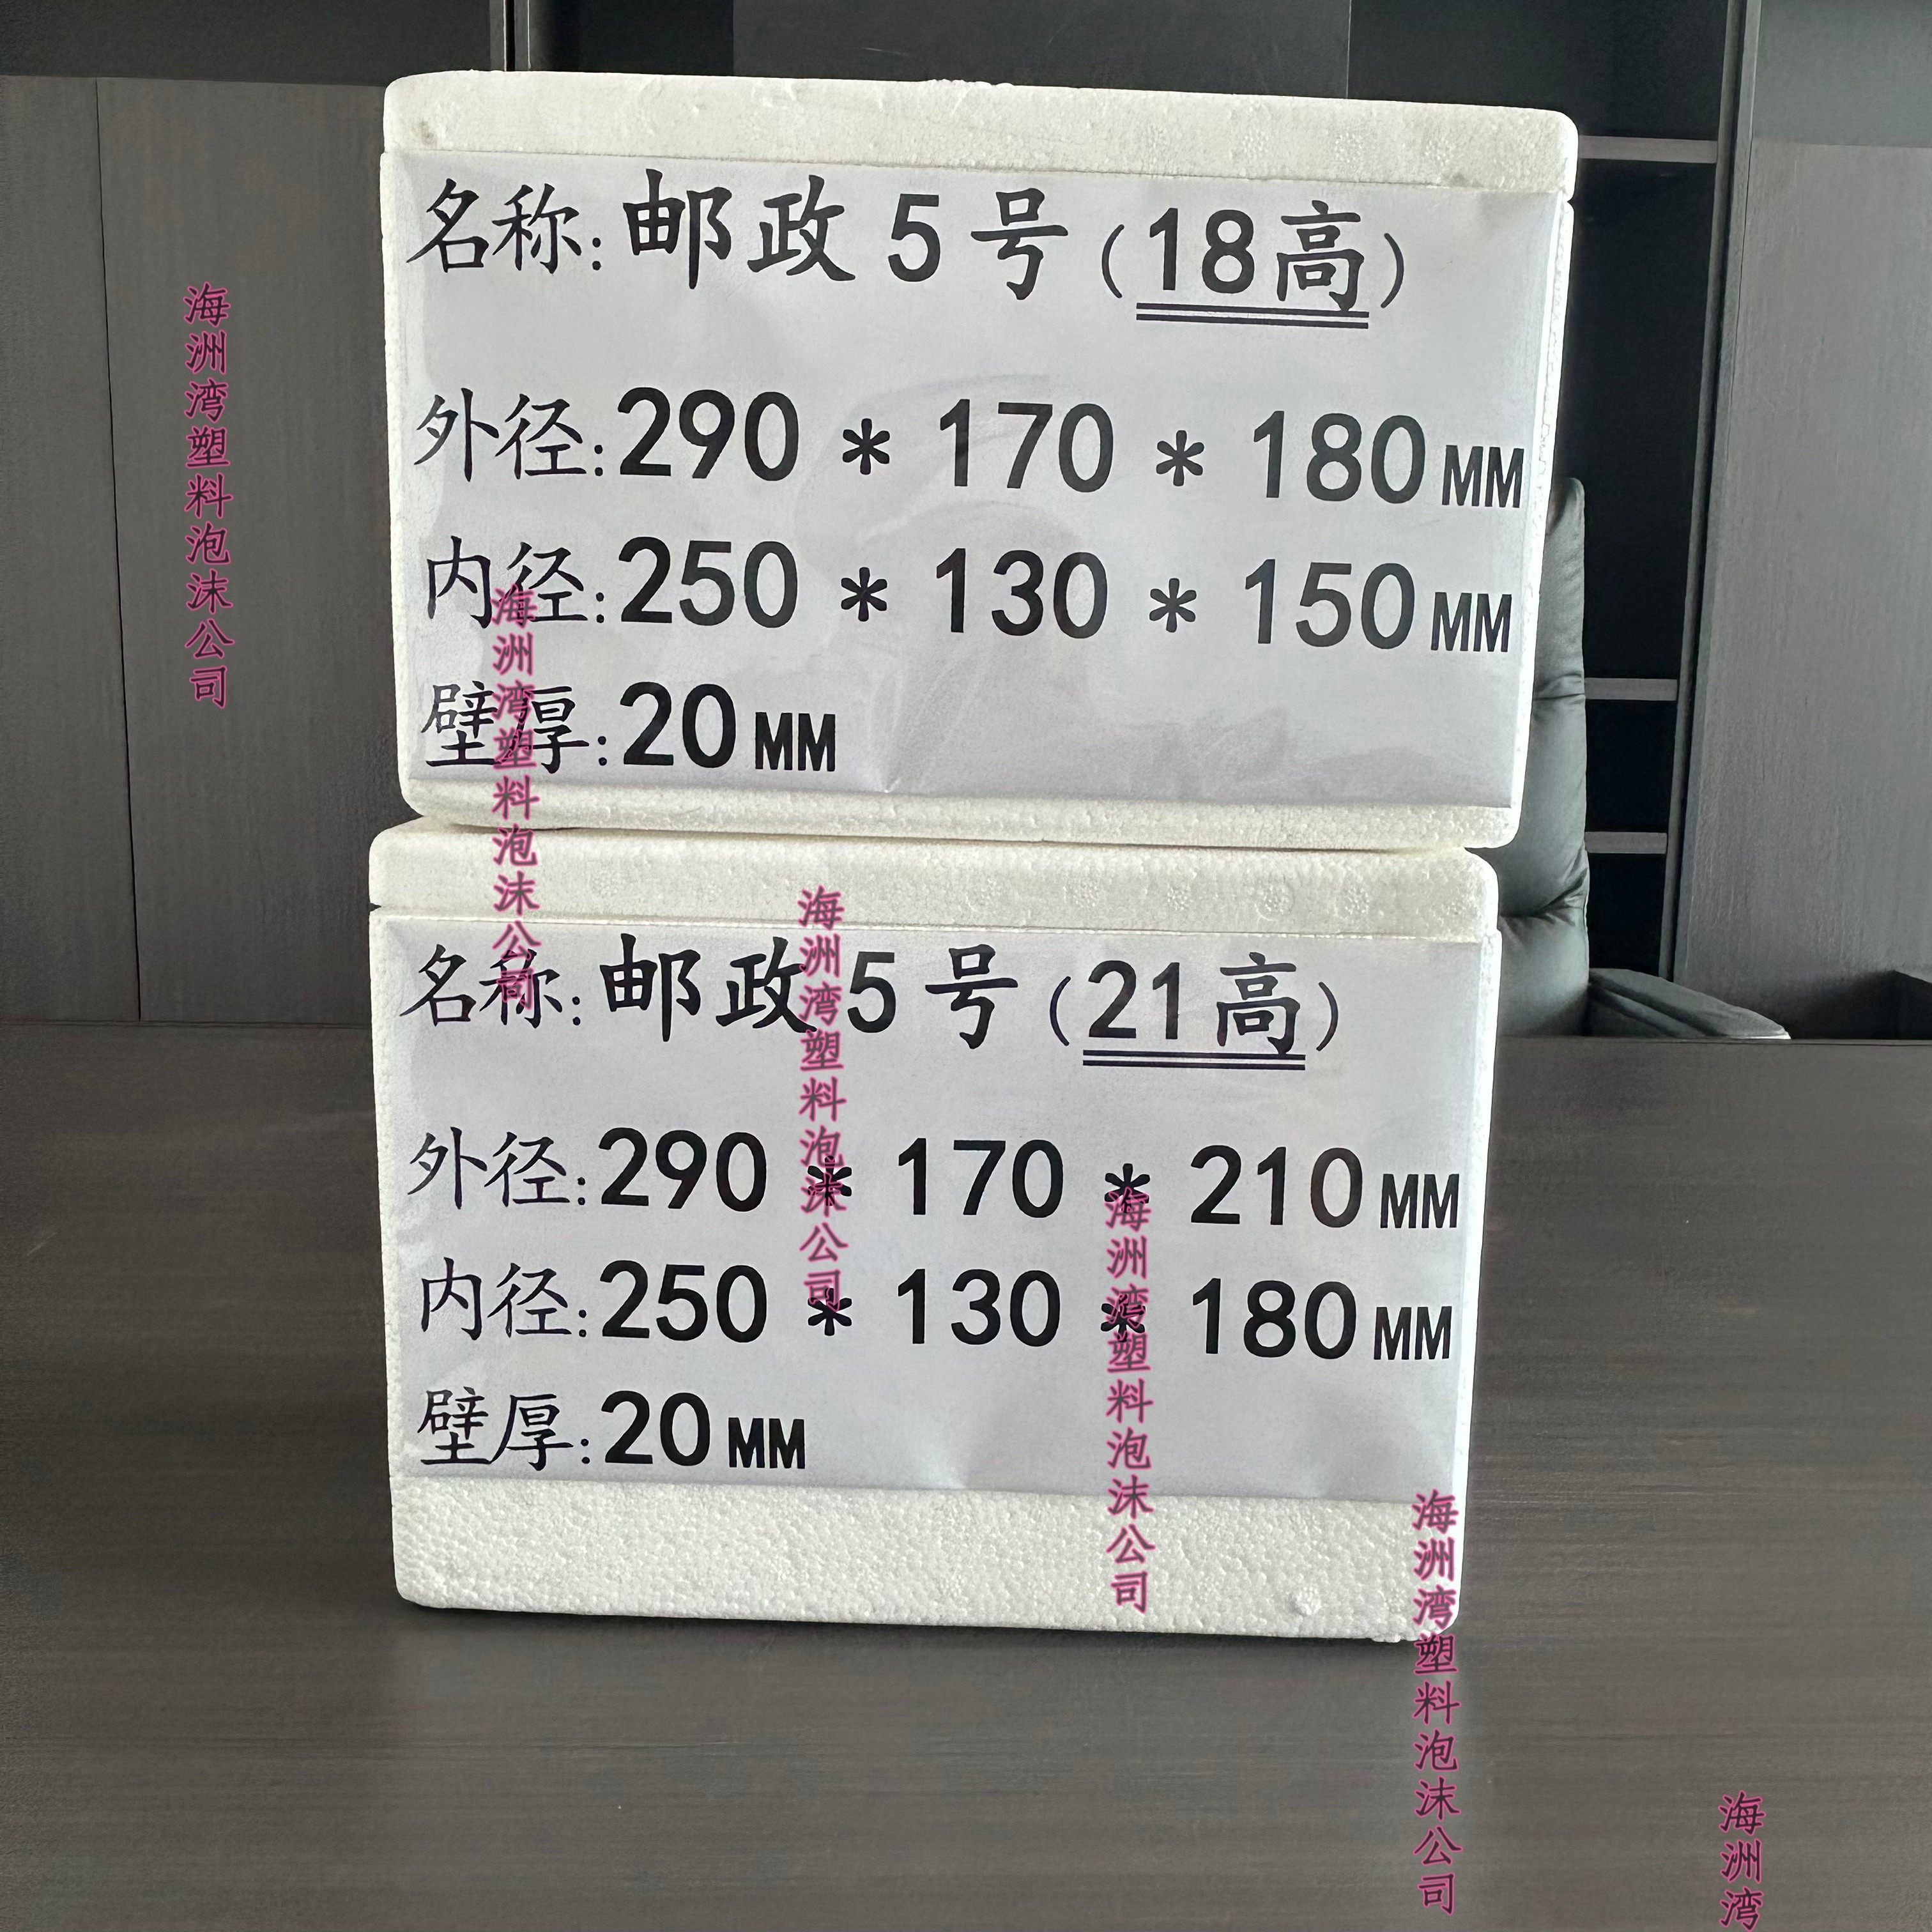 名称:邮政5号(18高)
外径:290*170*180MM
内径:250*130*150MM
壁厚:20MM
名称:邮政5号(21高)
外径:290*170*210MM
内径:250*130*180MM
壁厚:20MM
海洲湾塑料泡沫公司
海洲湾塑料泡沫公司
海洲湾塑料泡沫公司
海洲湾塑料泡沫公司
海洲湾塑料泡沫公司
海洲湾